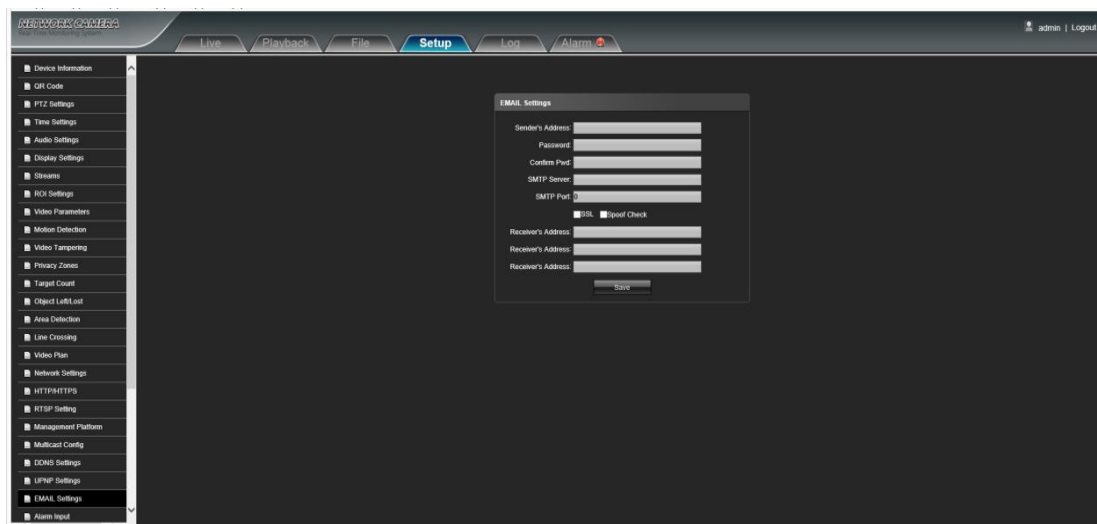 NETWORK CAMERA
Real Time Monitoring System
Live
Playback
File
Setup
Log
Alarm
admin | Logout
Device Information
QR Code
PTZ Settings
Time Settings
Audio Settings
Display Settings
Streams
ROI Settings
Video Parameters
Motion Detection
Video Tampering
Privacy Zones
Target Count
Object Left/Lost
Area Detection
Line Crossing
Video Plan
Network Settings
HTTP/HTTPS
RTSP Setting
Management Platform
Multicast Config
DDNS Settings
UPNP Settings
EMAIL Settings
Alarm Input
EMAIL Settings
Sender's Address:
Password:
Confirm Pwd:
SMTP Server:
SMTP Port: 0
SSL Spoof Check
Receiver's Address:
Receiver's Address:
Receiver's Address:
Save